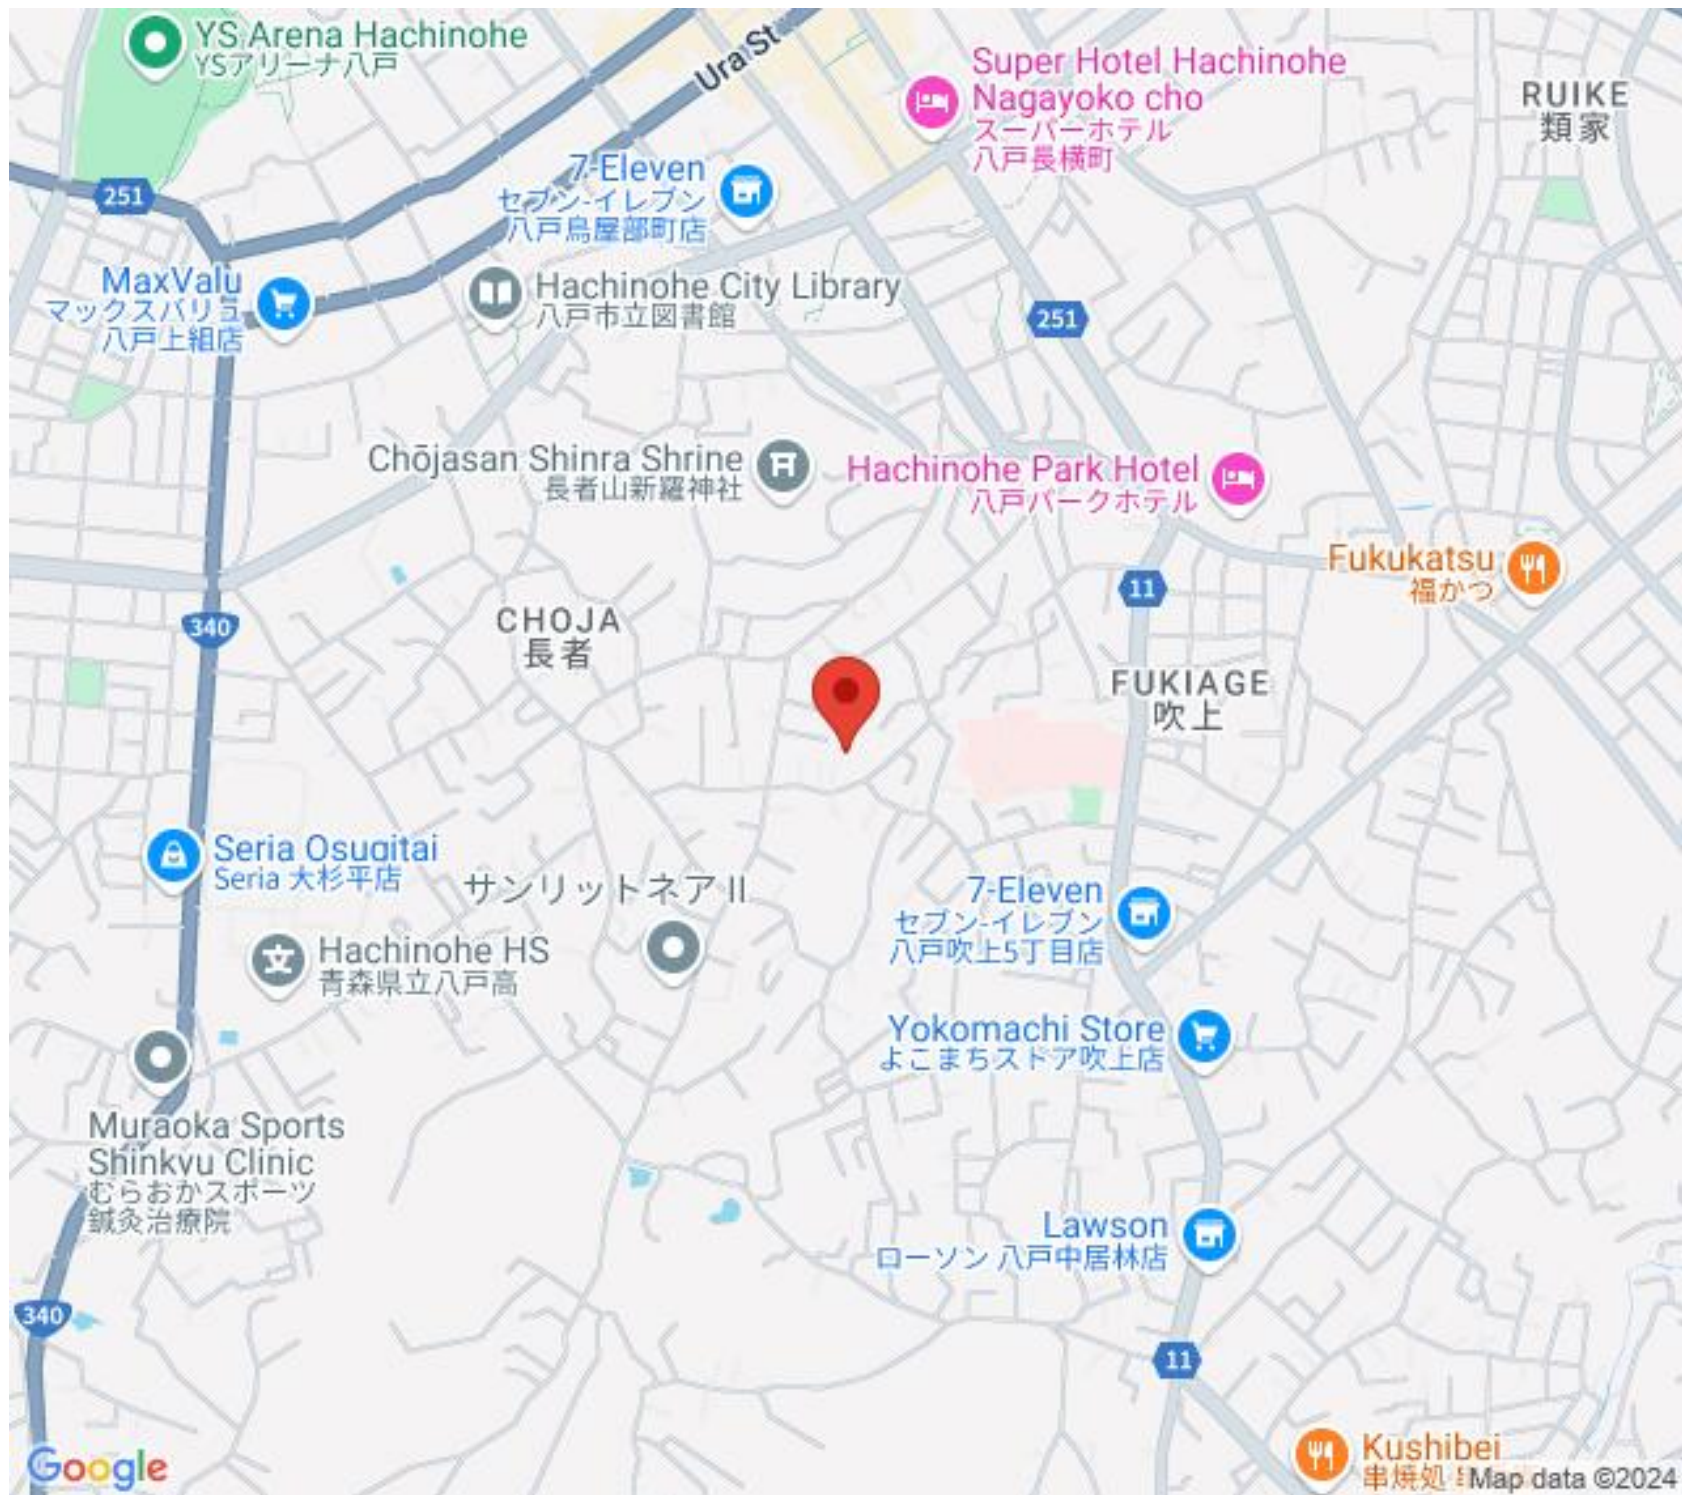 YS Arena Hachinohe
YSアリーナ八戸
Ura St
Super Hotel Hachinohe
Nagayoko cho
スーパーホテル
八戸長横町
RUIKE
類家
7-Eleven
セブン-イレブン
八戸鳥屋部町店
251
MaxValu
マックスバリュ
八戸上組店
Hachinohe City Library
八戸市立図書館
251
Chōjasan Shinra Shrine
長者山新羅神社
Hachinohe Park Hotel
八戸パークホテル
Fukukatsu
福かつ
11
340
CHOJA
長者
FUKIAGE
吹上
Seria Osugitai
Seria 大杉平店
サンリットネア II
7-Eleven
セブン-イレブン
八戸吹上5丁目店
Hachinohe HS
青森県立八戸高
Yokomachi Store
よこまちストア吹上店
Muraoka Sports
Shinkyu Clinic
むらおかスポーツ
鍼灸治療院
Lawson
ローソン 八戸中居林店
340
11
Kushibei
串焼処
Google
Map data ©2024